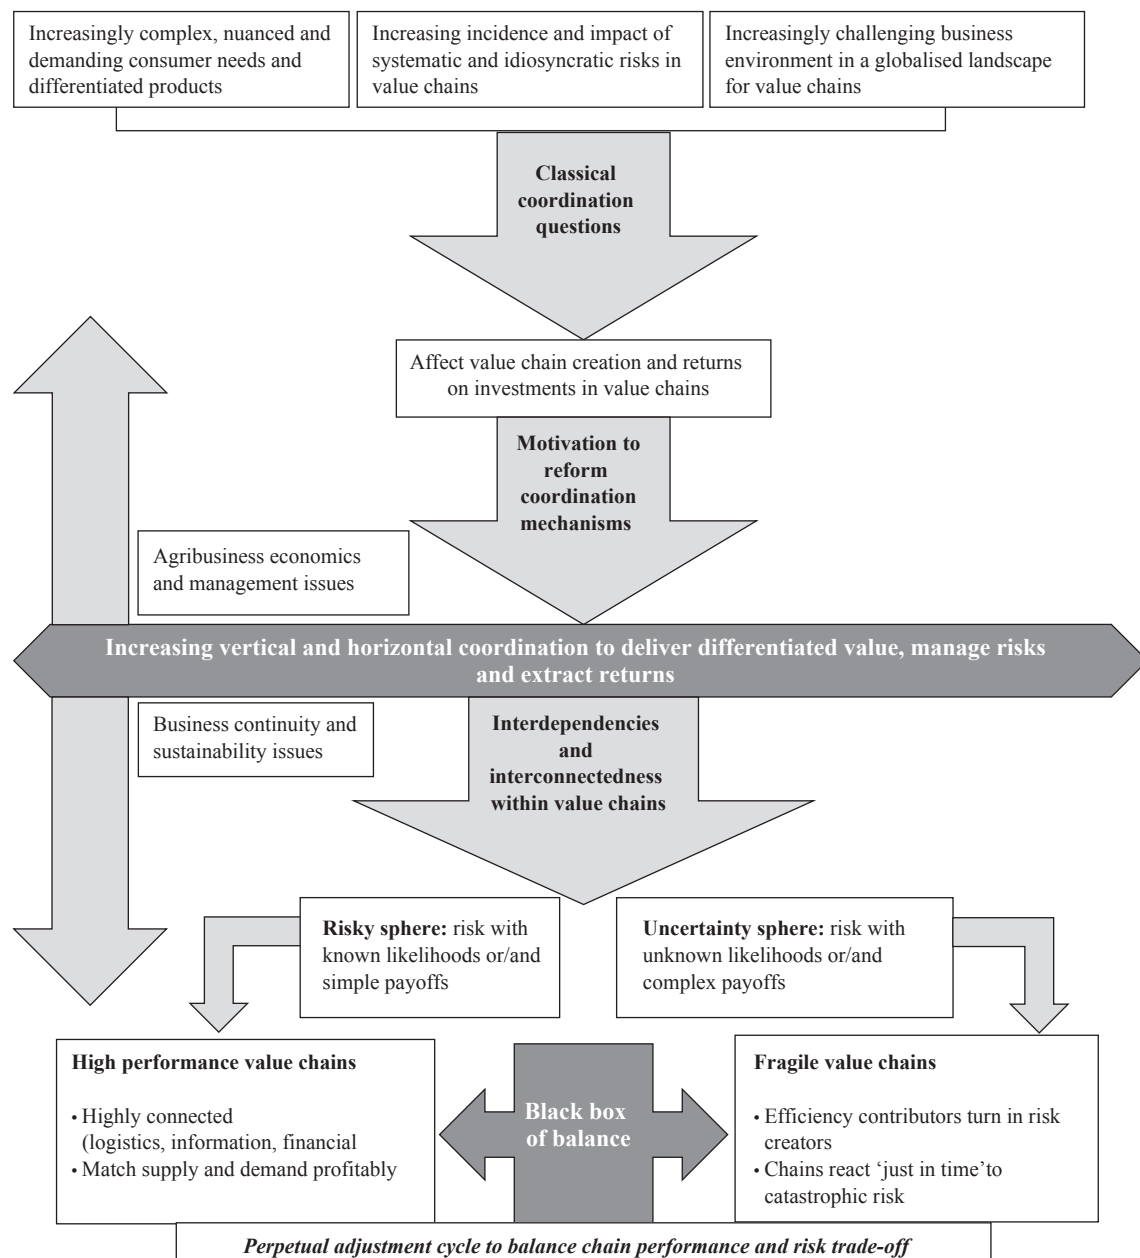 Increasingly complex, nuanced and
demanding consumer needs and
differentiated products
Increasing incidence and impact of
systematic and idiosyncratic risks in
value chains
Increasingly challenging business
environment in a globalised landscape
for value chains
Classical
coordination
questions
Affect value chain creation and returns
on investments in value chains
Motivation to
reform
coordination
mechanisms
Agribusiness economics
and management issues
Increasing vertical and horizontal coordination to deliver differentiated value, manage risks
and extract returns
Business continuity and
sustainability issues
Interdependencies
and
interconnectedness
within value chains
Risky sphere: risk with
known likelihoods or/and
simple payoffs
Uncertainty sphere: risk with
unknown likelihoods or/and
complex payoffs
High performance value chains
• Highly connected
(logistics, information, financial
• Match supply and demand profitably
Black box
of balance
Fragile value chains
• Efficiency contributors turn in risk
creators
• Chains react ‘just in time’to
catastrophic risk
Perpetual adjustment cycle to balance chain performance and risk trade-off